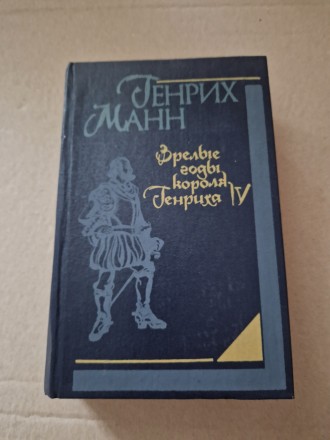 Генрих
Манн
Зрелые
годы
короля
Генриха IV